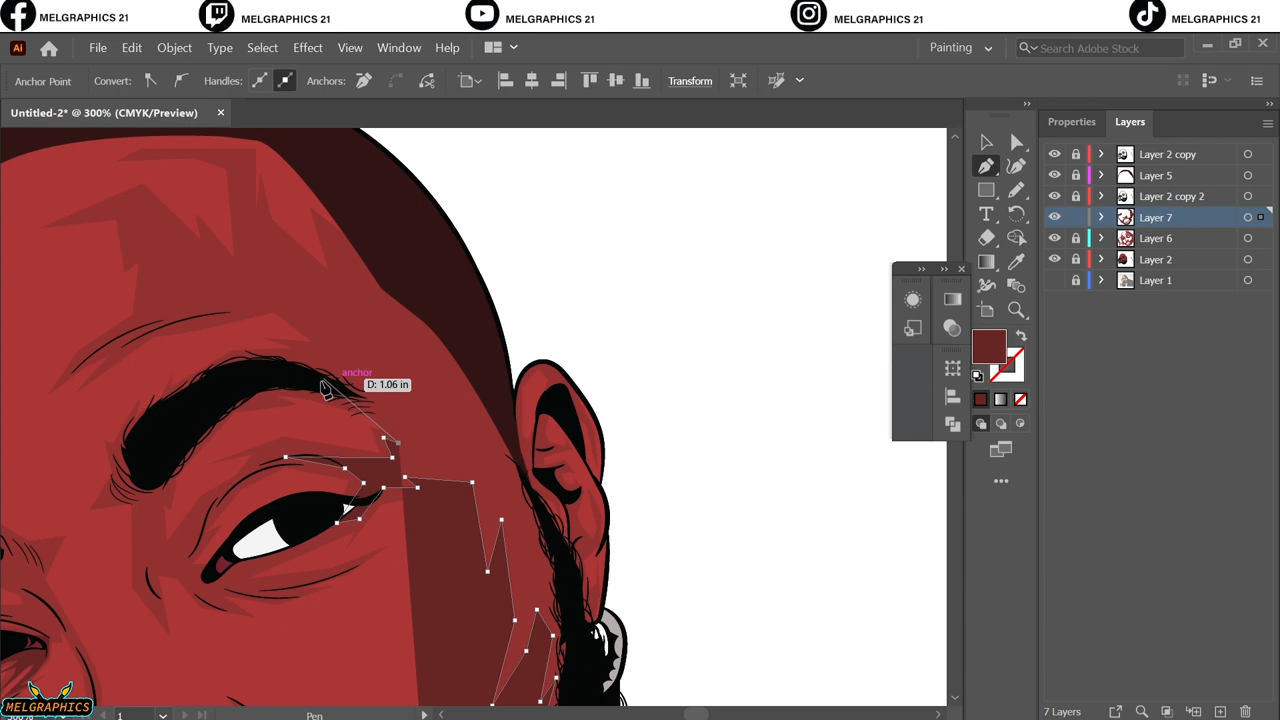 MELGRAPHICS 21 MELGRAPHICS 21 MELGRAPHICS 21 MELGRAPHICS 21 MELGRAPHICS 21
Ai File Edit Object Type Select Effect View Window Help Painting Search Adobe Stock
Anchor Point Convert: Handles: Anchors: Transform
Untitled-2* @ 300% (CMYK/Preview)
Properties Layers
Layer 2 copy
Layer 5
Layer 2 copy 2
Layer 7
Layer 6
Layer 2
Layer 1
anchor
D: 1.06 in
MELGRAPHICS
1 Pen 7 Layers